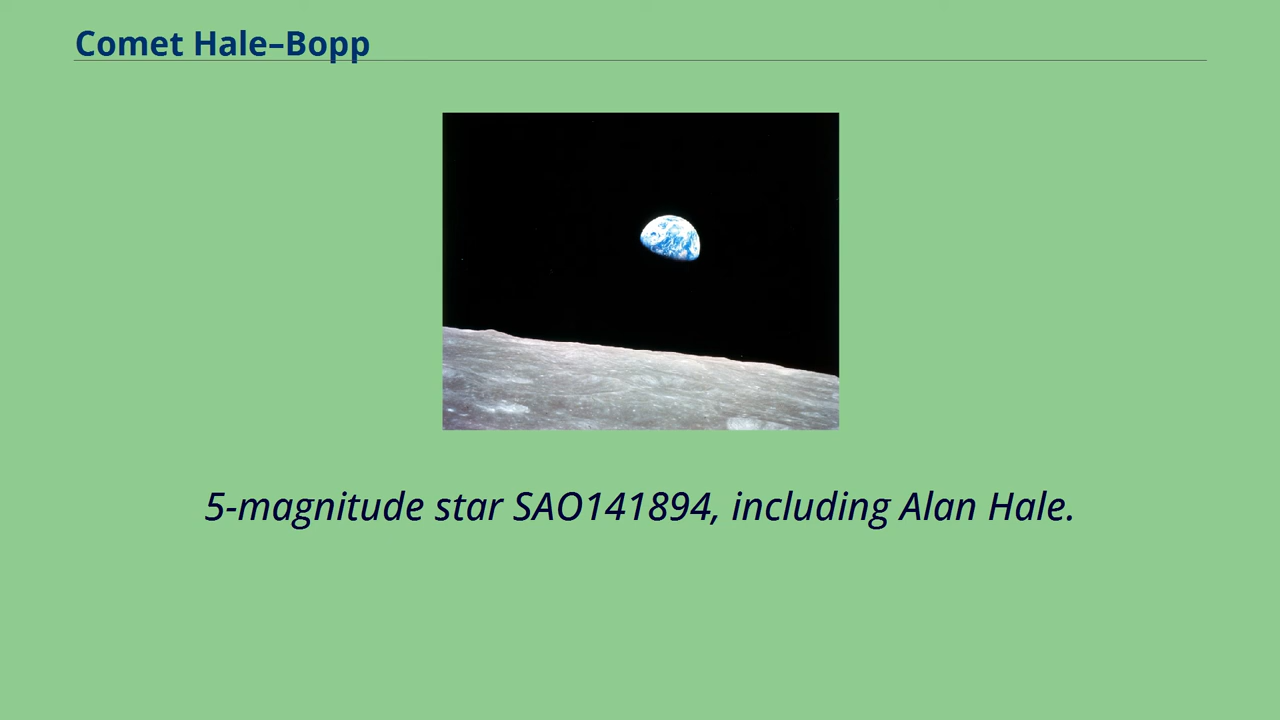 Comet Hale–Bopp
5-magnitude star SAO141894, including Alan Hale.